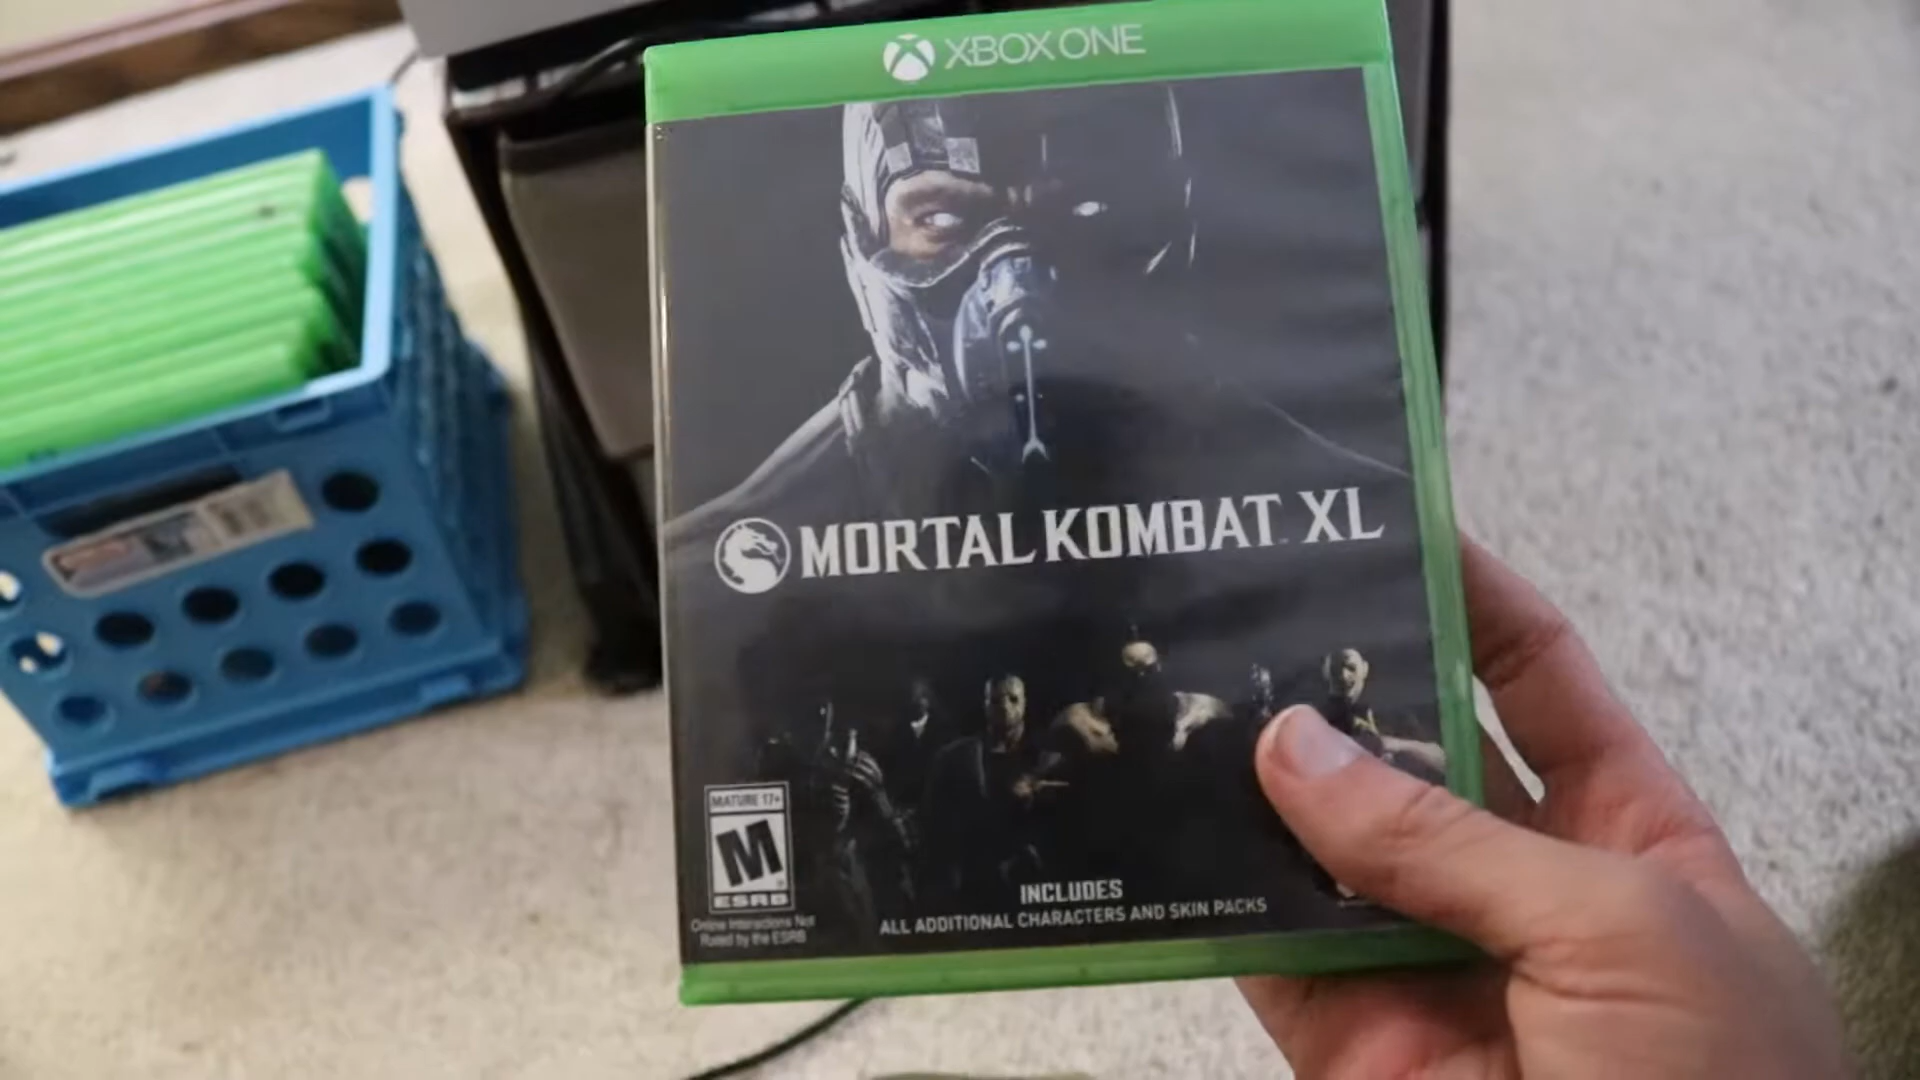 XBOX ONE
MORTAL KOMBAT XL
MATURE 17+
M
ESRB
Online Interactions Not
Rated by the ESRB
INCLUDES
ALL ADDITIONAL CHARACTERS AND SKIN PACKS